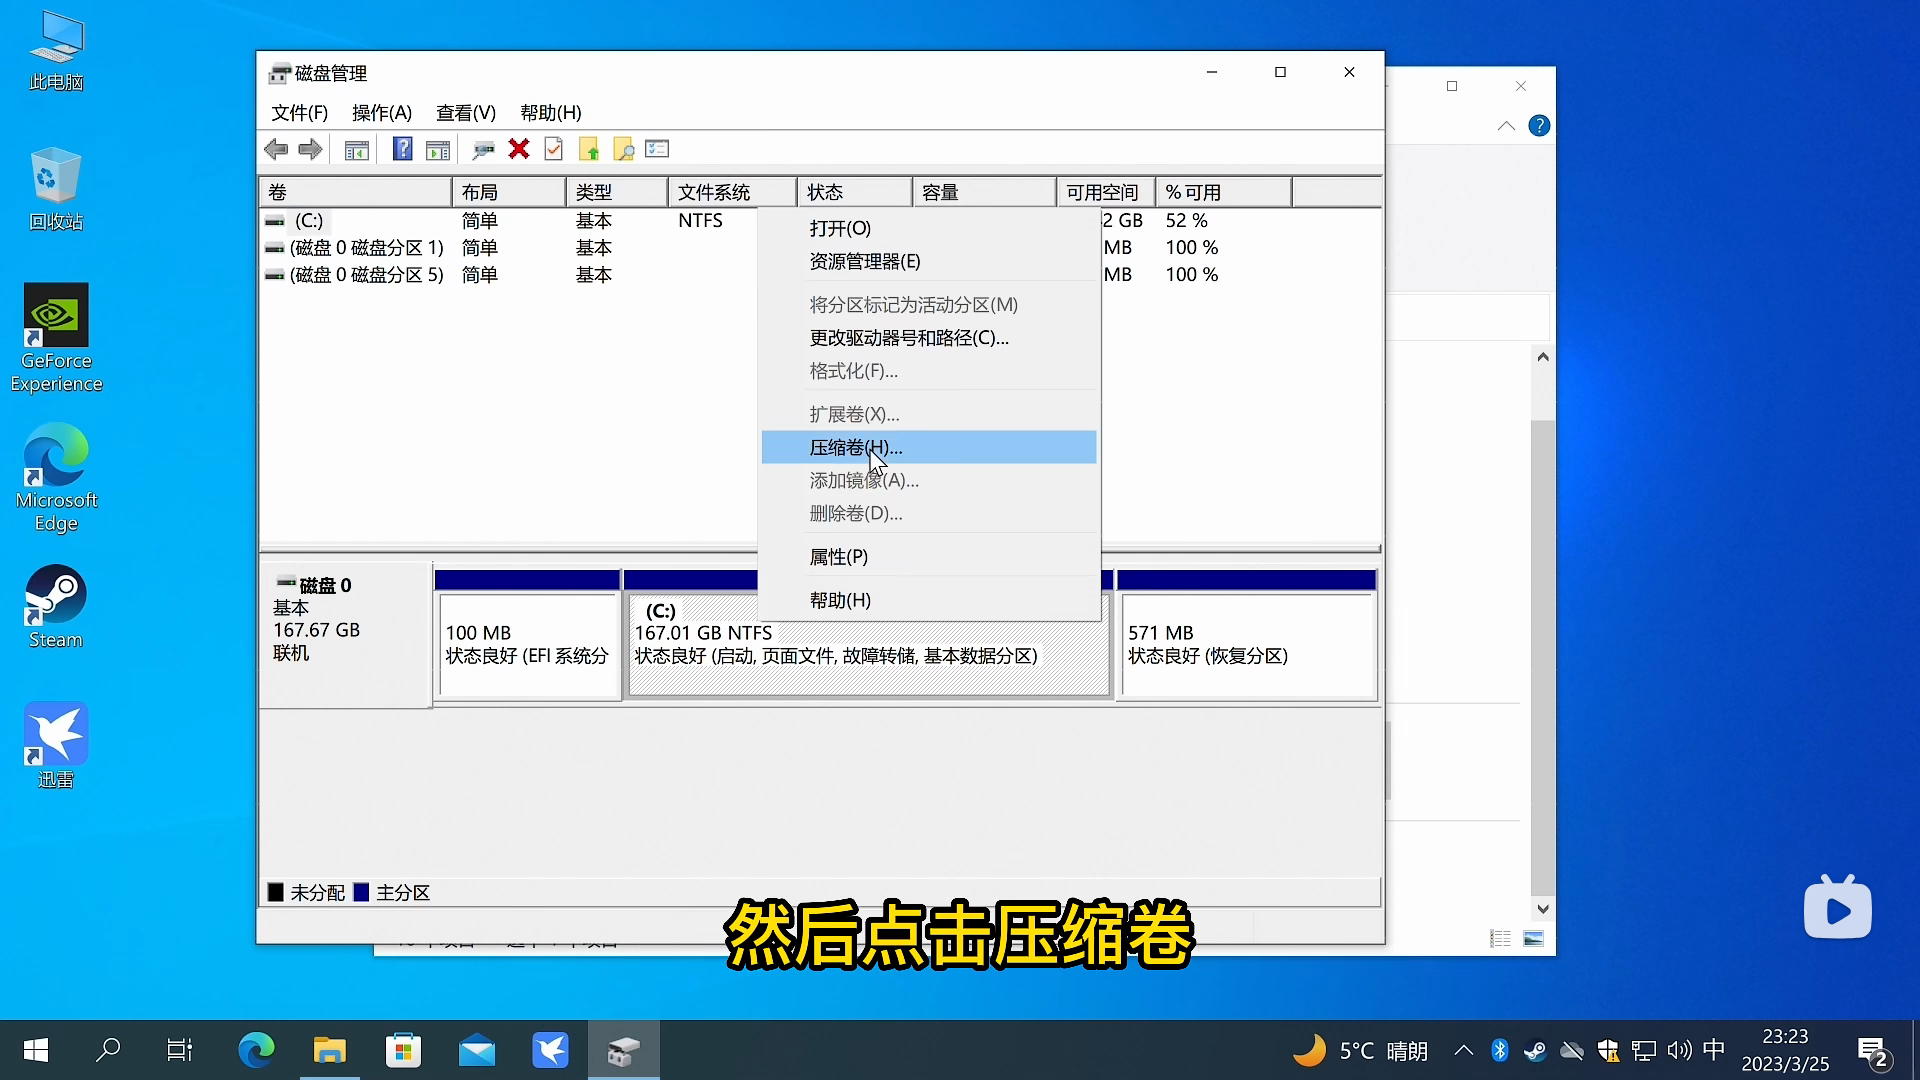 此电脑
回收站
GeForce
Experience
Microsoft
Edge
Steam
迅雷
磁盘管理
文件(F) 操作(A) 查看(V) 帮助(H)
卷 布局 类型 文件系统 状态 容量 可用空间 % 可用
(C:) 简单 基本 NTFS 2 GB 52 %
(磁盘 0 磁盘分区 1) 简单 基本 MB 100 %
(磁盘 0 磁盘分区 5) 简单 基本 MB 100 %
打开(O)
资源管理器(E)
将分区标记为活动分区(M)
更改驱动器号和路径(C)...
格式化(F)...
扩展卷(X)...
压缩卷(H)...
添加镜像(A)...
删除卷(D)...
属性(P)
帮助(H)
磁盘 0
基本
167.67 GB
联机
100 MB
状态良好 (EFI 系统分
(C:)
167.01 GB NTFS
状态良好 (启动, 页面文件, 故障转储, 基本数据分区)
571 MB
状态良好 (恢复分区)
未分配 主分区
然后点击压缩卷
5°C 晴朗
中
23:23
2023/3/25
2